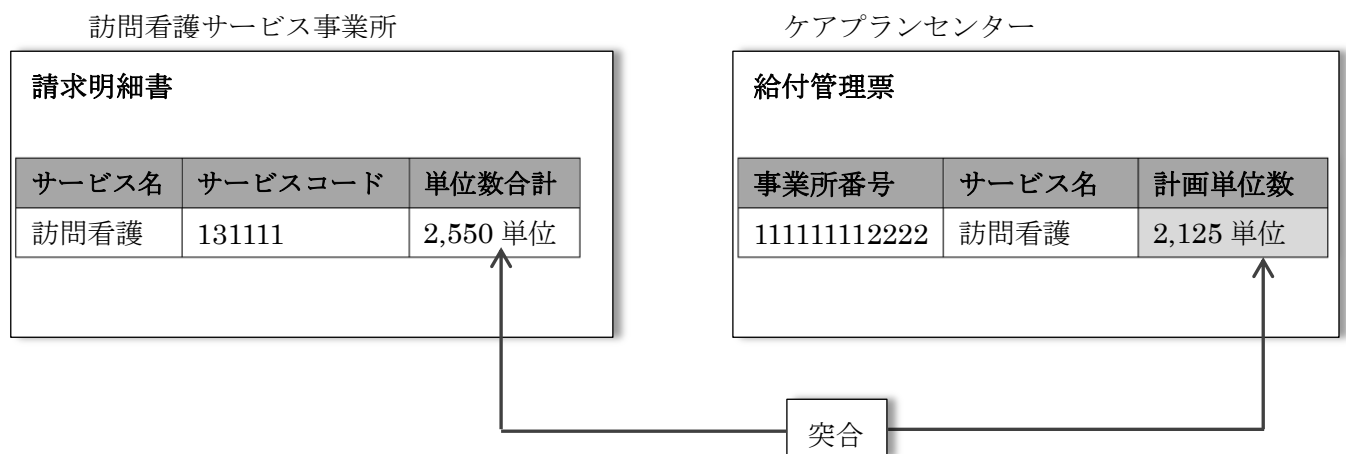 訪問看護サービス事業所
ケアプランセンター
請求明細書
サービス名 サービスコード 単位数合計
訪問看護 131111 2,550 単位
給付管理票
事業所番号 サービス名 計画単位数
111111112222 訪問看護 2,125 単位
突合